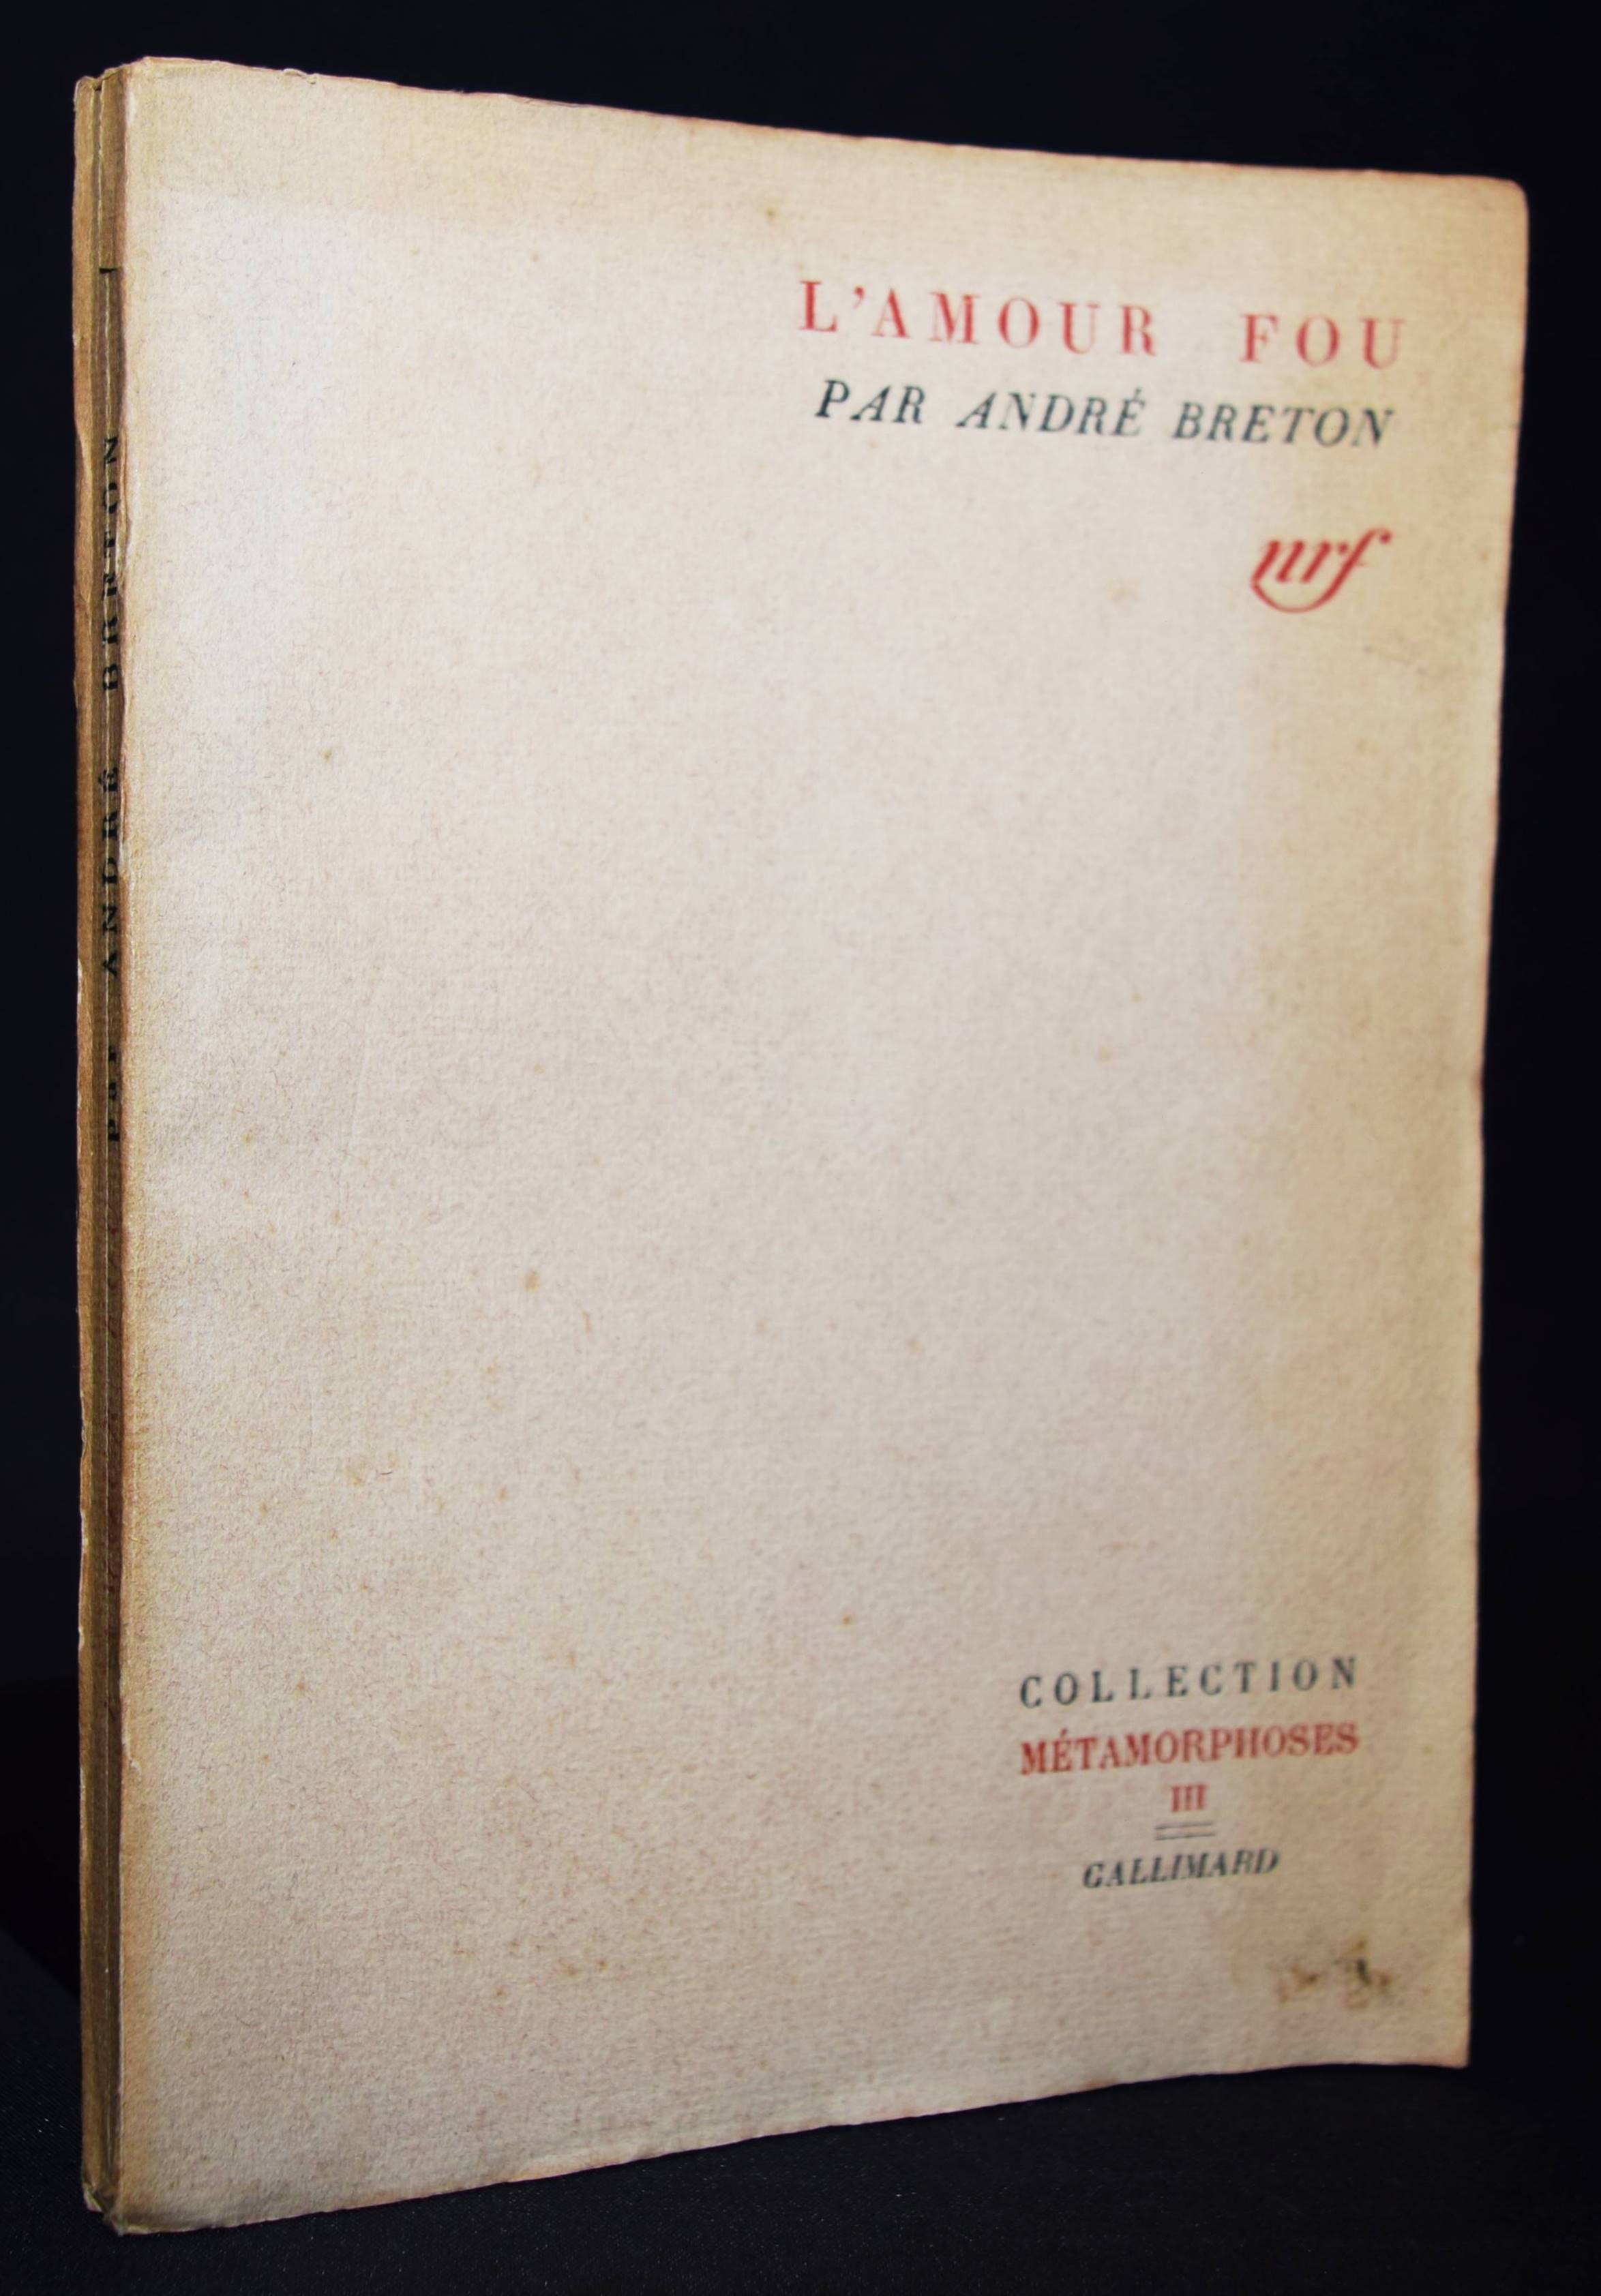 L'AMOUR FOU
PAR ANDRÉ BRETON
nrf
COLLECTION
MÉTAMORPHOSES
III
GALLIMARD
par ANDRÉ BRETON